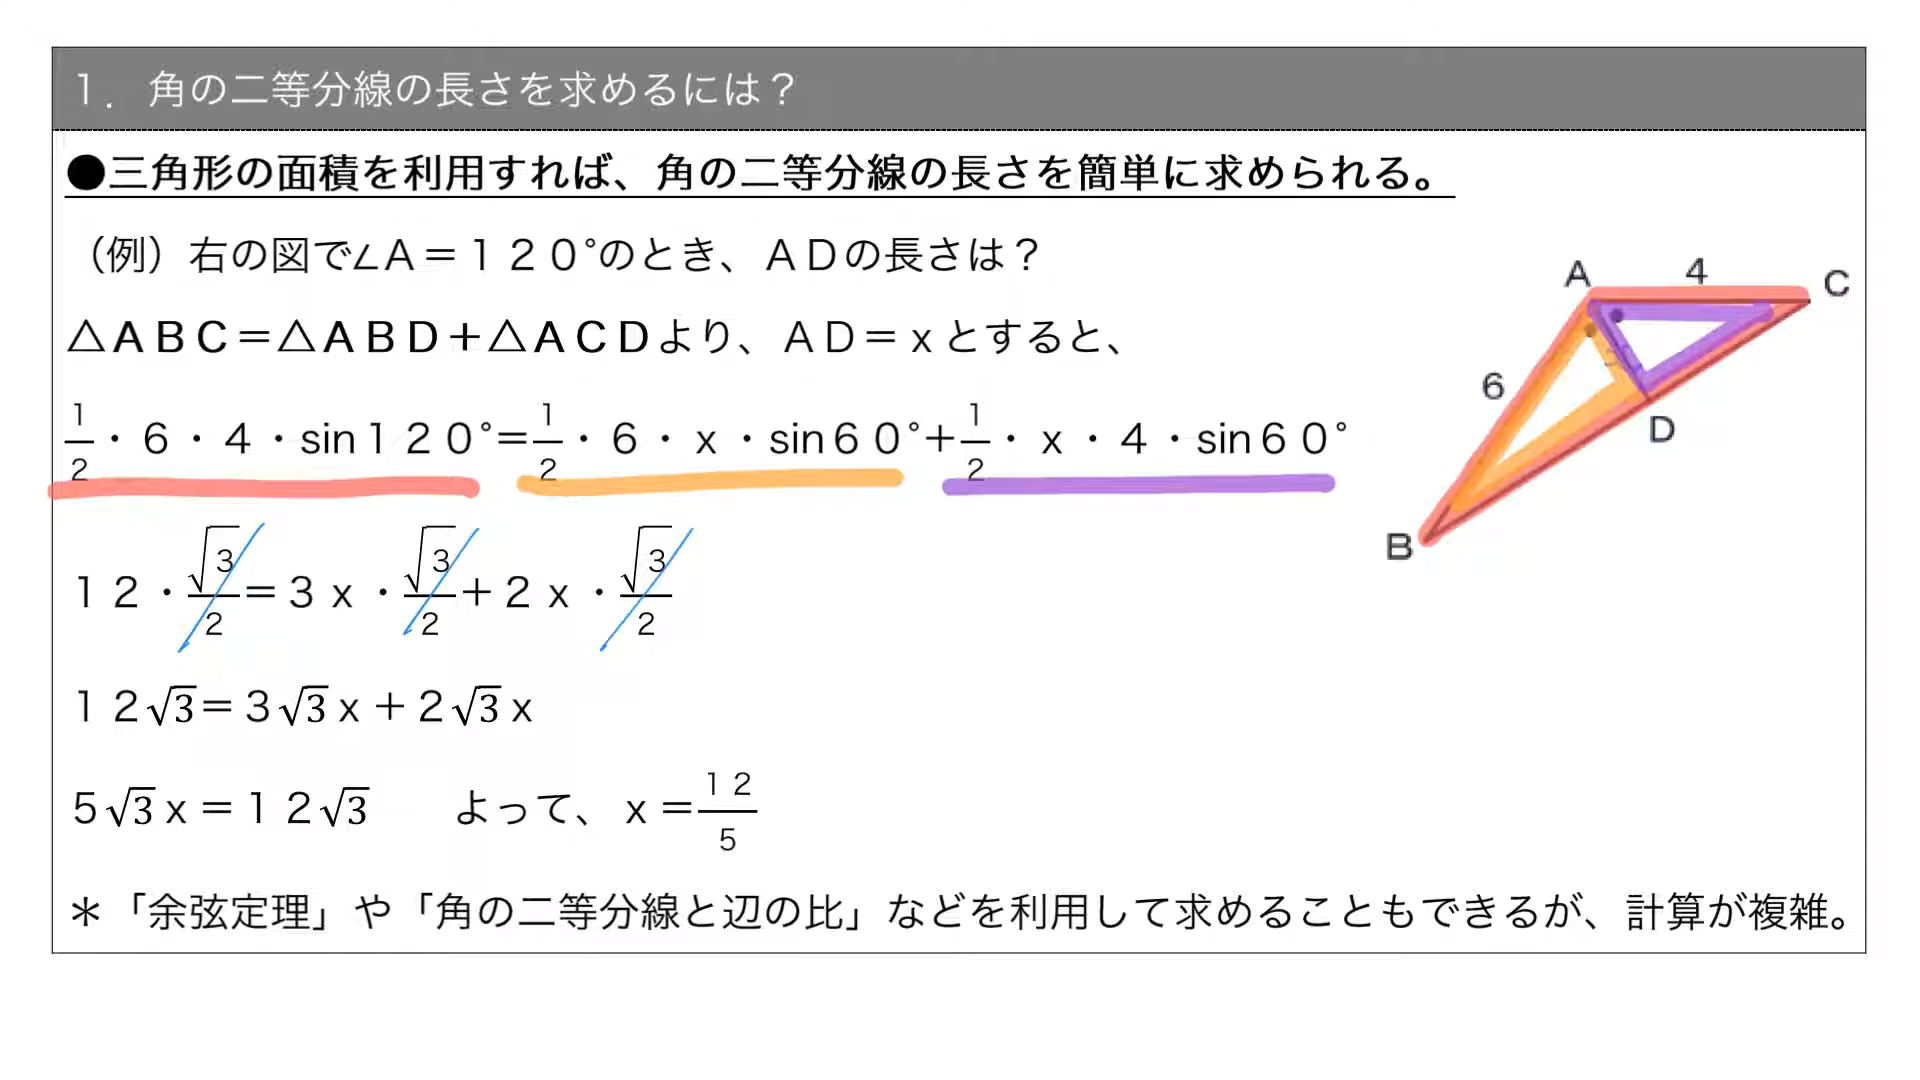 １．角の二等分線の長さを求めるには？
●三角形の面積を利用すれば、角の二等分線の長さを簡単に求められる。
（例）右の図で∠Ａ＝１２０°のとき、ＡＤの長さは？
△ＡＢＣ＝△ＡＢＤ＋△ＡＣＤより、ＡＤ＝ｘとすると、
1/2・６・４・sin１２０°＝1/2・６・ｘ・sin６０°＋1/2・ｘ・４・sin６０°
１２・√3/2＝３ｘ・√3/2＋２ｘ・√3/2
１２√3＝３√3ｘ＋２√3ｘ
５√3ｘ＝１２√3　よって、ｘ＝１２/５
＊「余弦定理」や「角の二等分線と辺の比」などを利用して求めることもできるが、計算が複雑。
A
4
C
6
D
B